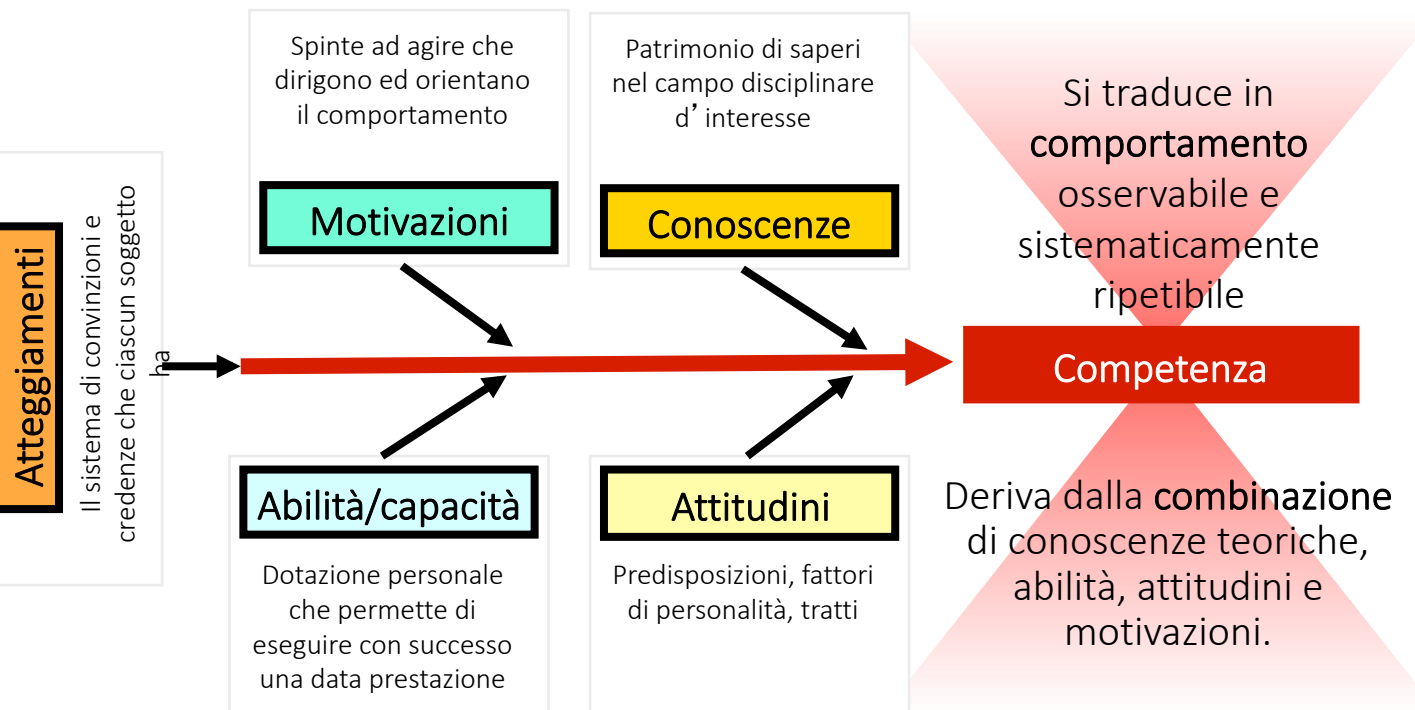 Spinte ad agire che
dirigono ed orientano
il comportamento
Motivazioni
Patrimonio di saperi
nel campo disciplinare
d’ interesse
Conoscenze
Si traduce in
comportamento
osservabile e
sistematicamente
ripetibile
Atteggiamenti
Il sistema di convinzioni e
credenze che ciascun soggetto
ha
Competenza
Abilità/capacità
Dotazione personale
che permette di
eseguire con successo
una data prestazione
Attitudini
Predisposizioni, fattori
di personalità, tratti
Deriva dalla combinazione
di conoscenze teoriche,
abilità, attitudini e
motivazioni.